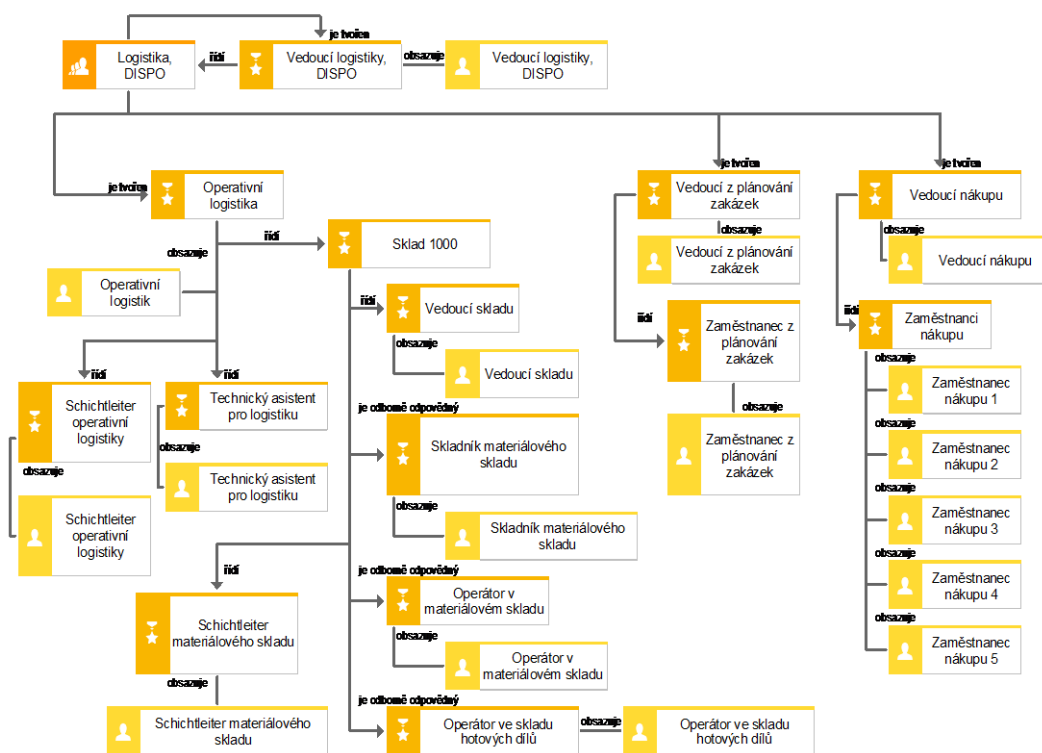 je tvořen
Logistika,
DISPO
řídí
Vedoucí logistiky,
DISPO
obsazuje
Vedoucí logistiky,
DISPO
je tvořen
Operativní
logistika
je tvořen
Vedoucí z plánování
zakázek
je tvořen
Vedoucí nákupu
obsazuje
řídí
Sklad 1000
obsazuje
Vedoucí z plánování
zakázek
obsazuje
Vedoucí nákupu
Operativní
logistik
řídí
Vedoucí skladu
obsazuje
Vedoucí skladu
řídí
Zaměstnanec z
plánování
zakázek
obsazuje
Zaměstnanec z
plánování
zakázek
řídí
Zaměstnanci
nákupu
obsazuje
Zaměstnanec
nákupu 1
obsazuje
Zaměstnanec
nákupu 2
obsazuje
Zaměstnanec
nákupu 3
obsazuje
Zaměstnanec
nákupu 4
obsazuje
Zaměstnanec
nákupu 5
řídí
Schichtleiter
operativní
logistiky
obsazuje
Schichtleiter
operativní
logistiky
řídí
Technický asistent
pro logistiku
obsazuje
Technický asistent
pro logistiku
je odborně odpovědný
Skladník materiálového
skladu
obsazuje
Skladník materiálového
skladu
řídí
Schichtleiter
materiálového skladu
obsazuje
Schichtleiter materiálového
skladu
je odborně odpovědný
Operátor v
materiálovém skladu
obsazuje
Operátor v
materiálovém skladu
je odborně odpovědný
Operátor ve skladu
hotových dílů
obsazuje
Operátor ve skladu
hotových dílů